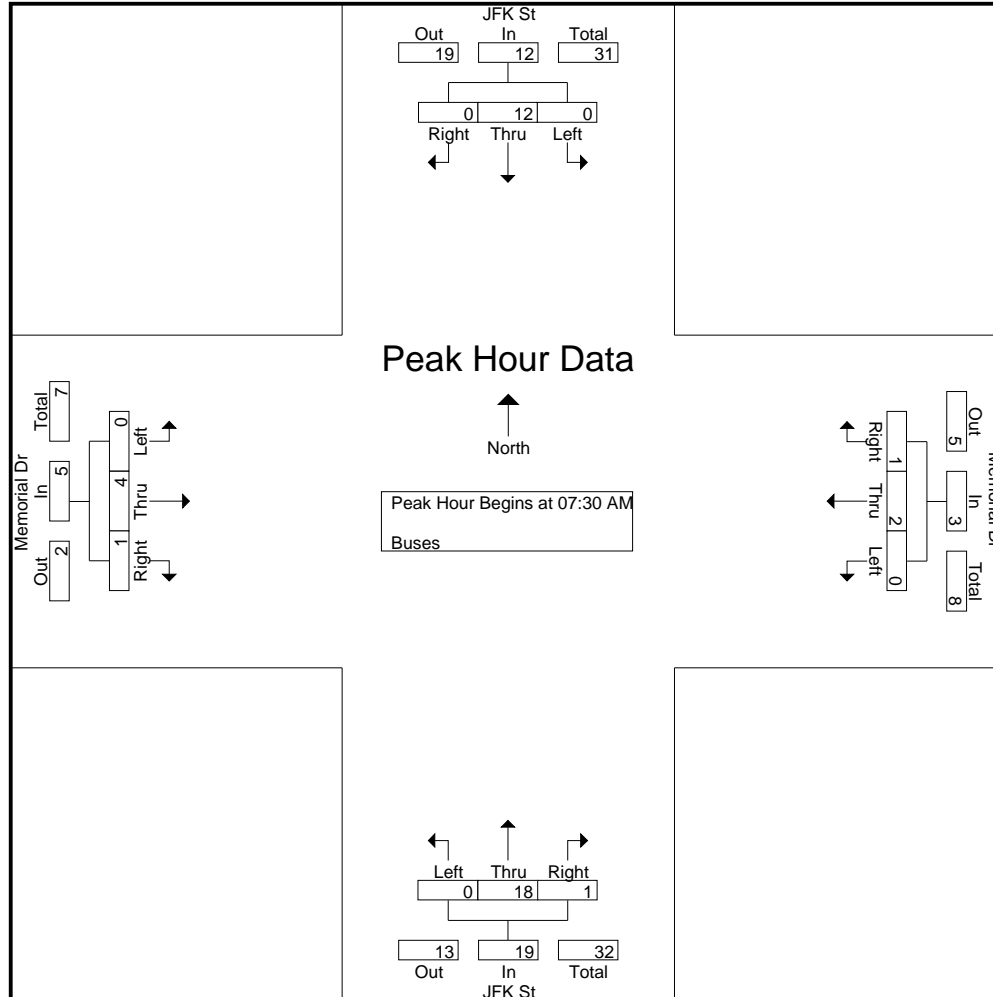 JFK St
Out In Total
19 12 31
0 12 0
Right Thru Left
Peak Hour Data
North
Peak Hour Begins at 07:30 AM
Buses
Memorial Dr
Out In Total
2 5 7
1 4 0
Right Thru Left
Out In Total
5 3 8
1 2 0
Right Thru Left
Left Thru Right
0 18 1
13 19 32
Out In Total
JFK St